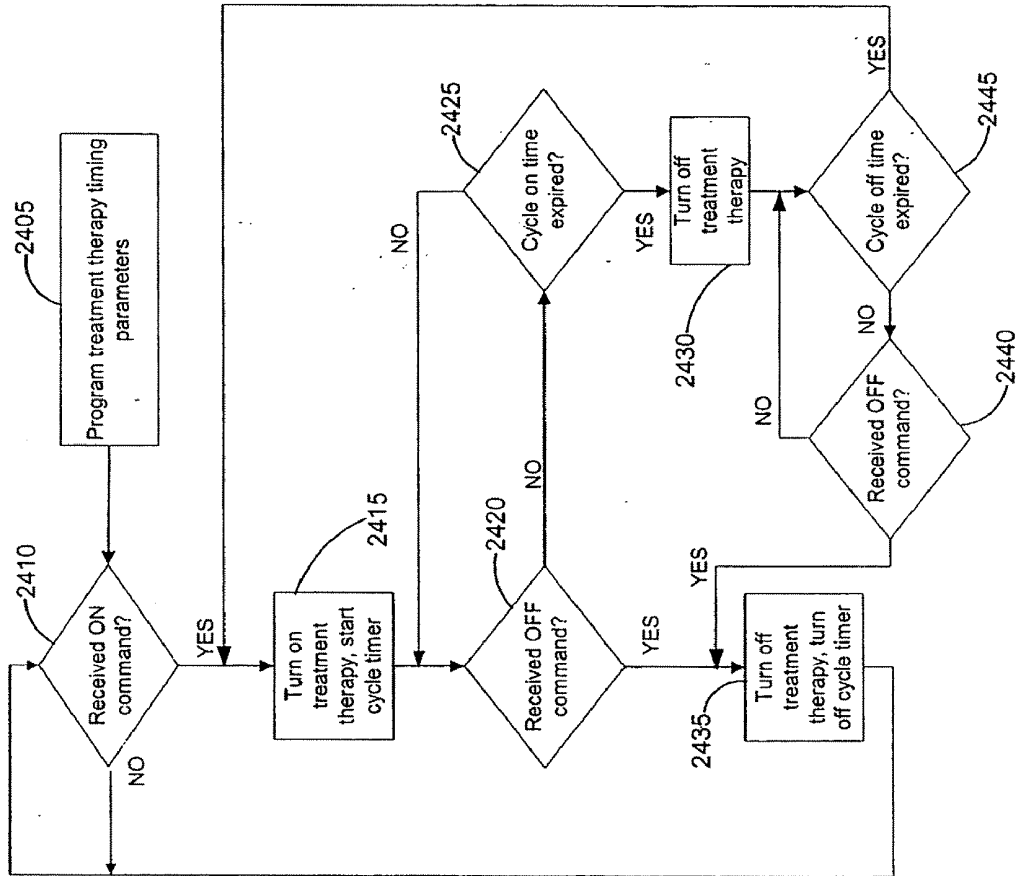 2405
Program treatment therapy timing
parameters
2410
Received ON
command?
NO
YES
2415
Turn on
treatment
therapy, start
cycle timer
2420
Received OFF
command?
NO
YES
2425
Cycle on time
expired?
NO
YES
Turn off
treatment
therapy
2430
2445
Cycle off time
expired?
YES
NO
2440
Received OFF
command?
NO
YES
2435
Turn off
treatment
therapy, turn
off cycle timer